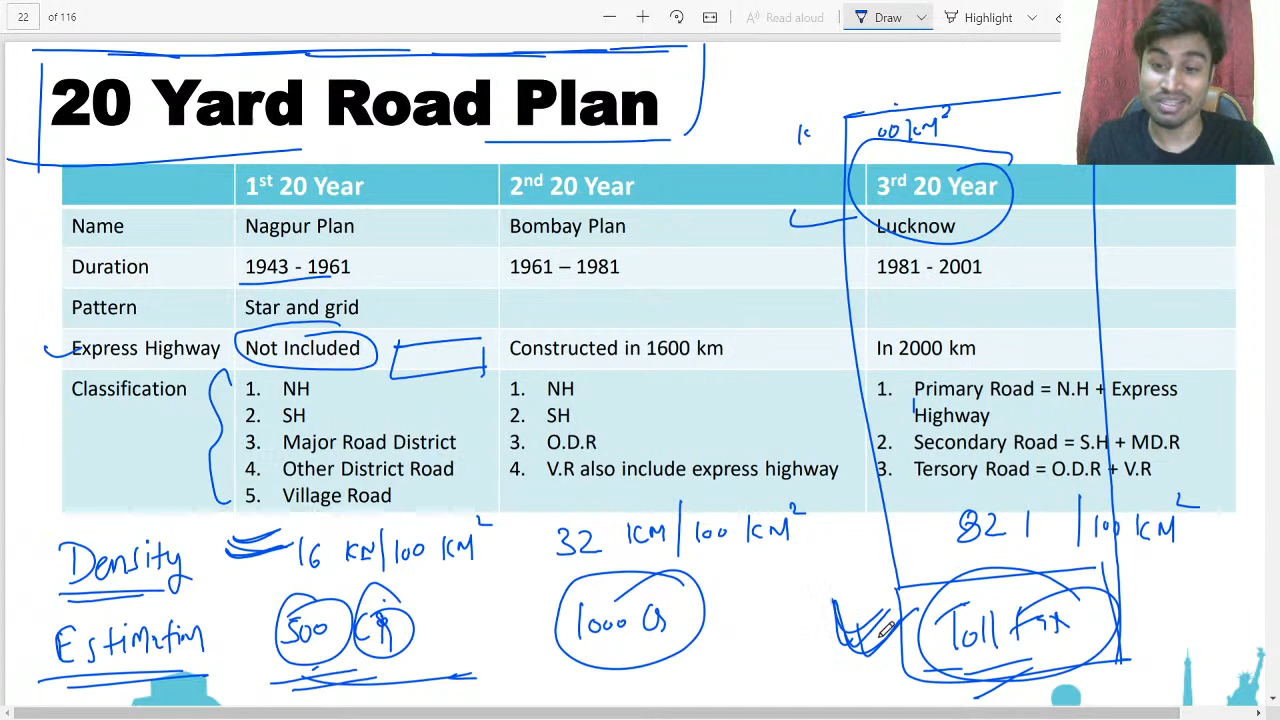 22 of 116 Read aloud Draw Highlight
20 Yard Road Plan
00 KM²
1st 20 Year 2nd 20 Year 3rd 20 Year
Name Nagpur Plan Bombay Plan Lucknow
Duration 1943 - 1961 1961 – 1981 1981 - 2001
Pattern Star and grid
Express Highway Not Included Constructed in 1600 km In 2000 km
Classification 1. NH 1. NH 1. Primary Road = N.H + Express
2. SH 2. SH Highway
3. Major Road District 3. O.D.R 2. Secondary Road = S.H + MD.R
4. Other District Road 4. V.R also include express highway 3. Tersory Road = O.D.R + V.R
5. Village Road
Density 16 KM/100 KM² 32 KM/100 KM² 82 /100 KM²
Estimation 500 CR 1000 Cr Toll Tax